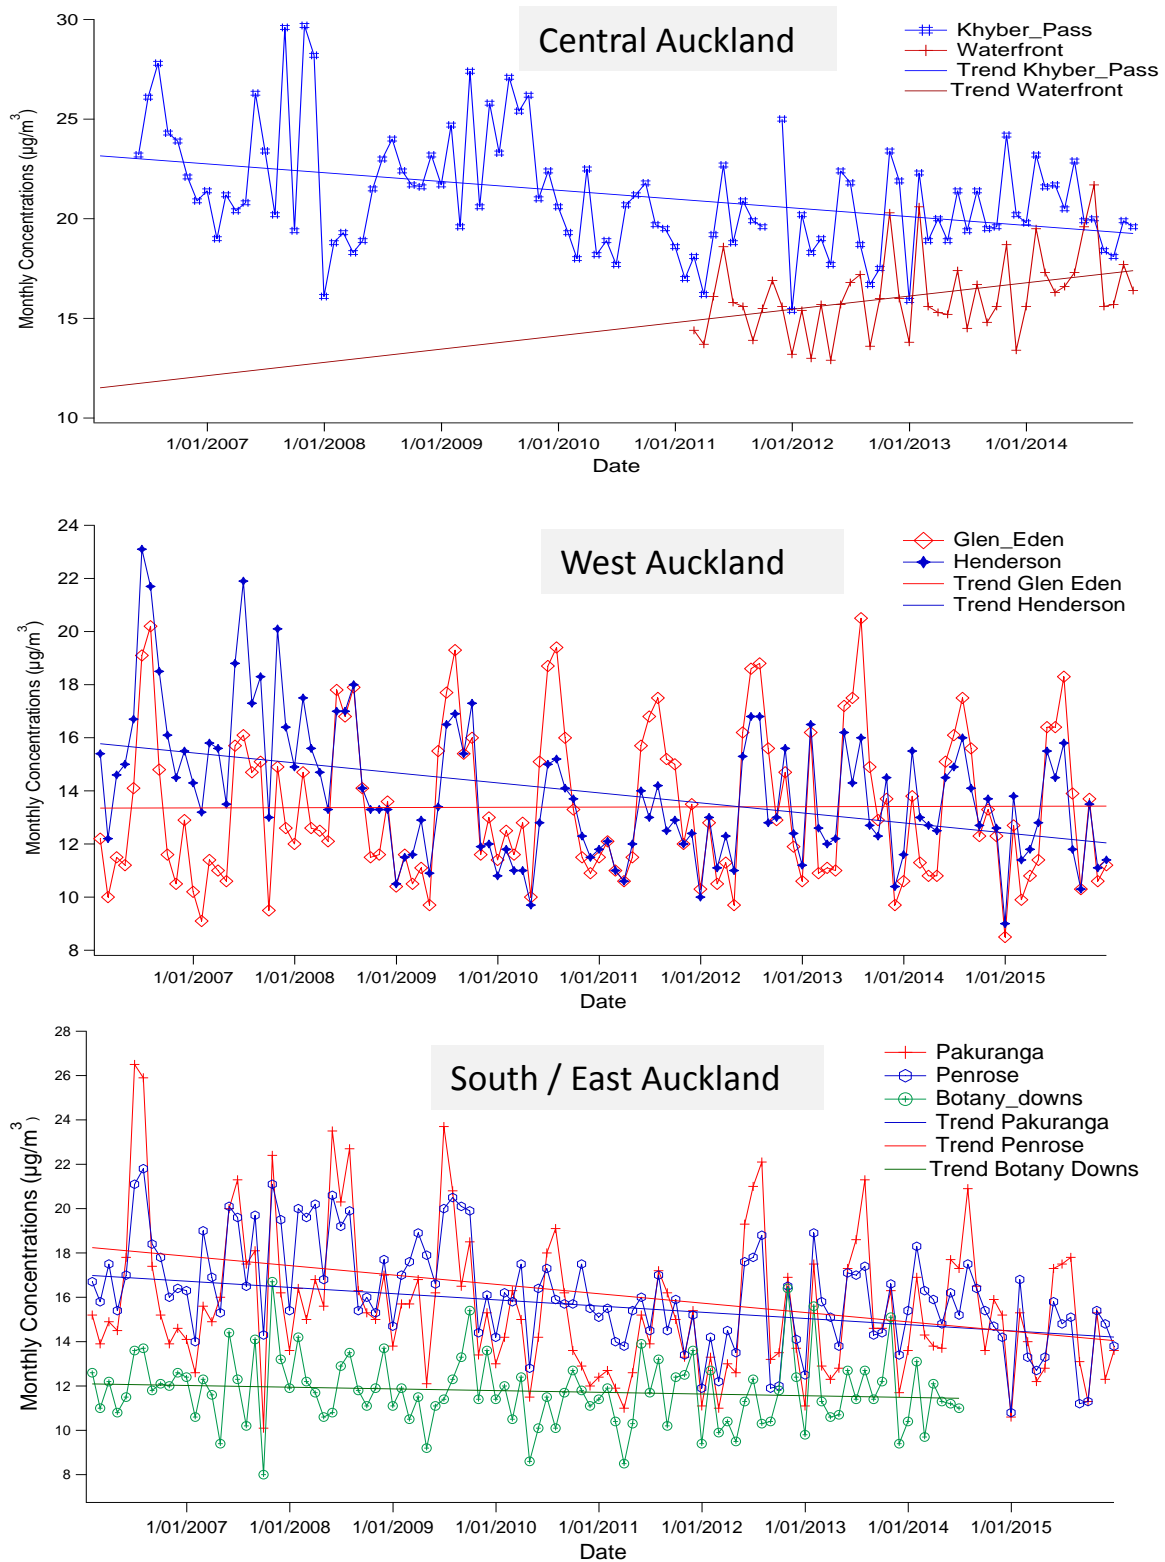 Central Auckland
Khyber_Pass
Waterfront
Trend Khyber_Pass
Trend Waterfront
Monthly Concentrations (µg/m³)
30
25
20
15
10
1/01/2007 1/01/2008 1/01/2009 1/01/2010 1/01/2011 1/01/2012 1/01/2013 1/01/2014
Date
West Auckland
Glen_Eden
Henderson
Trend Glen Eden
Trend Henderson
Monthly Concentrations (µg/m³)
24
22
20
18
16
14
12
10
8
1/01/2007 1/01/2008 1/01/2009 1/01/2010 1/01/2011 1/01/2012 1/01/2013 1/01/2014 1/01/2015
Date
South / East Auckland
Pakuranga
Penrose
Botany_downs
Trend Pakuranga
Trend Penrose
Trend Botany Downs
Monthly Concentrations (µg/m³)
28
26
24
22
20
18
16
14
12
10
8
1/01/2007 1/01/2008 1/01/2009 1/01/2010 1/01/2011 1/01/2012 1/01/2013 1/01/2014 1/01/2015
Date